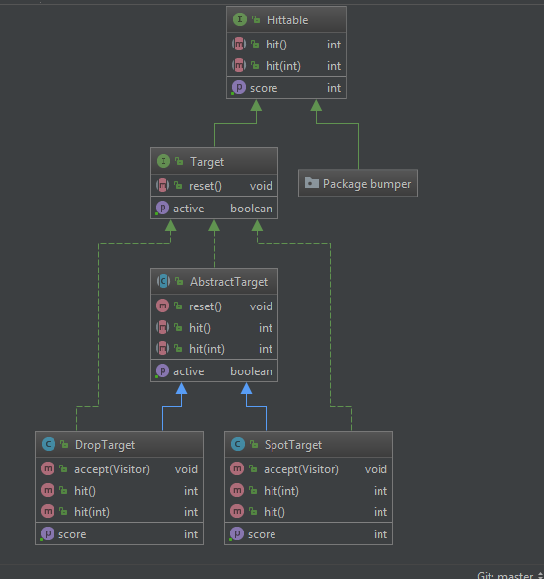 Hittable
hit() int
hit(int) int
score int
Target
reset() void
active boolean
Package bumper
AbstractTarget
reset() void
hit() int
hit(int) int
active boolean
DropTarget
accept(Visitor) void
hit() int
hit(int) int
score int
SpotTarget
accept(Visitor) void
hit(int) int
hit() int
score int
Git: master